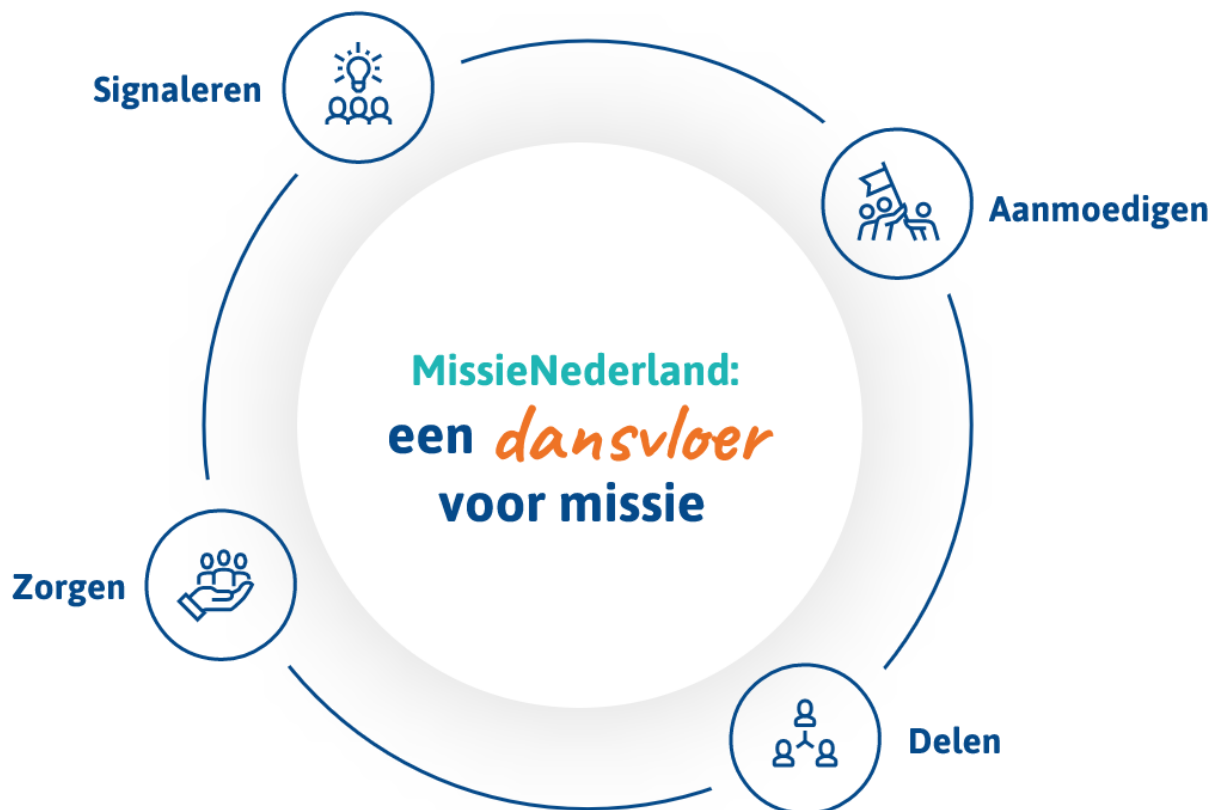 Signaleren
Aanmoedigen
MissieNederland:
een dansvloer
voor missie
Zorgen
Delen